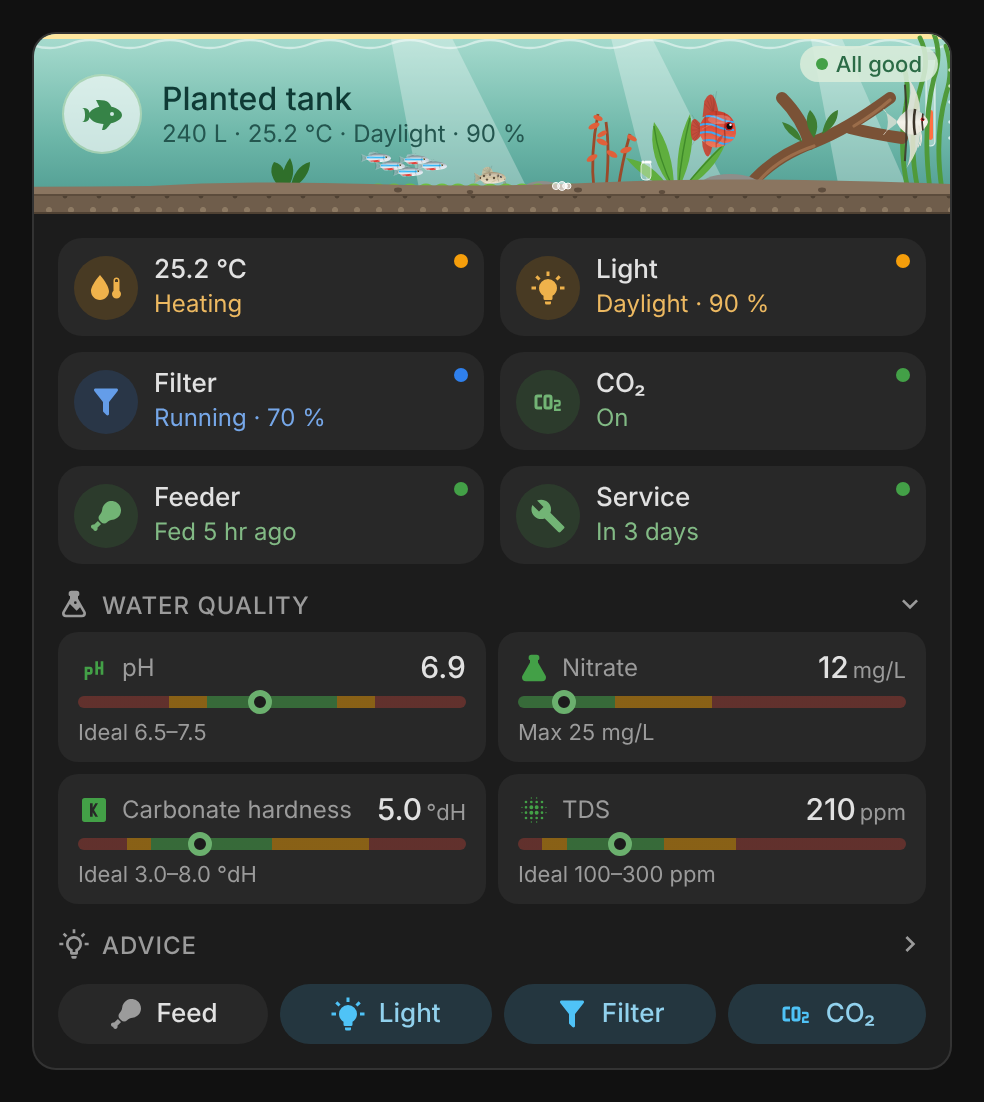 All good
Planted tank
240 L · 25.2 °C · Daylight · 90 %
25.2 °C
Heating
Light
Daylight · 90 %
Filter
Running · 70 %
CO₂
CO₂
On
Feeder
Fed 5 hr ago
Service
In 3 days
WATER QUALITY
pH pH 6.9
Ideal 6.5–7.5
Nitrate 12 mg/L
Max 25 mg/L
K Carbonate hardness 5.0 °dH
Ideal 3.0–8.0 °dH
TDS 210 ppm
Ideal 100–300 ppm
ADVICE
Feed
Light
Filter
CO₂ CO₂